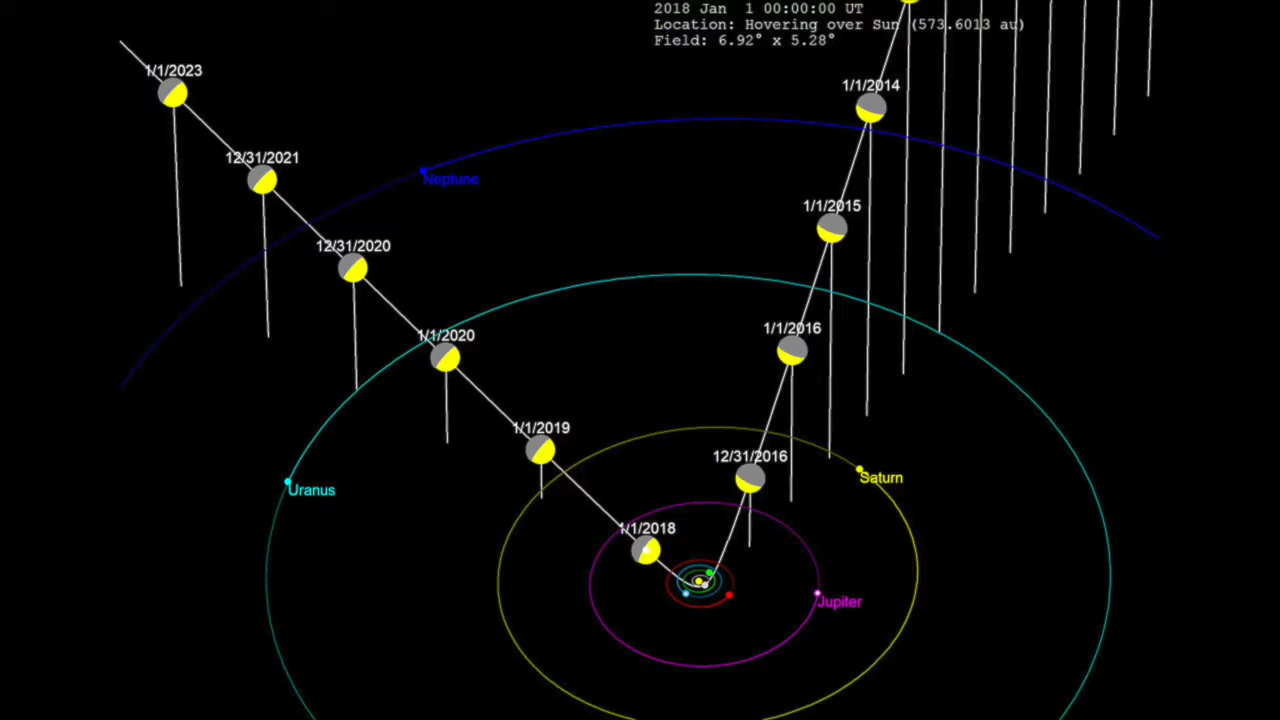 2018 Jan  1 00:00:00 UT
Location: Hovering over Sun (573.6013 au)
Field: 6.92° x 5.28°
1/1/2023
1/1/2014
12/31/2021
Neptune
1/1/2015
12/31/2020
1/1/2020
1/1/2016
1/1/2019
12/31/2016
Saturn
Uranus
1/1/2018
Jupiter